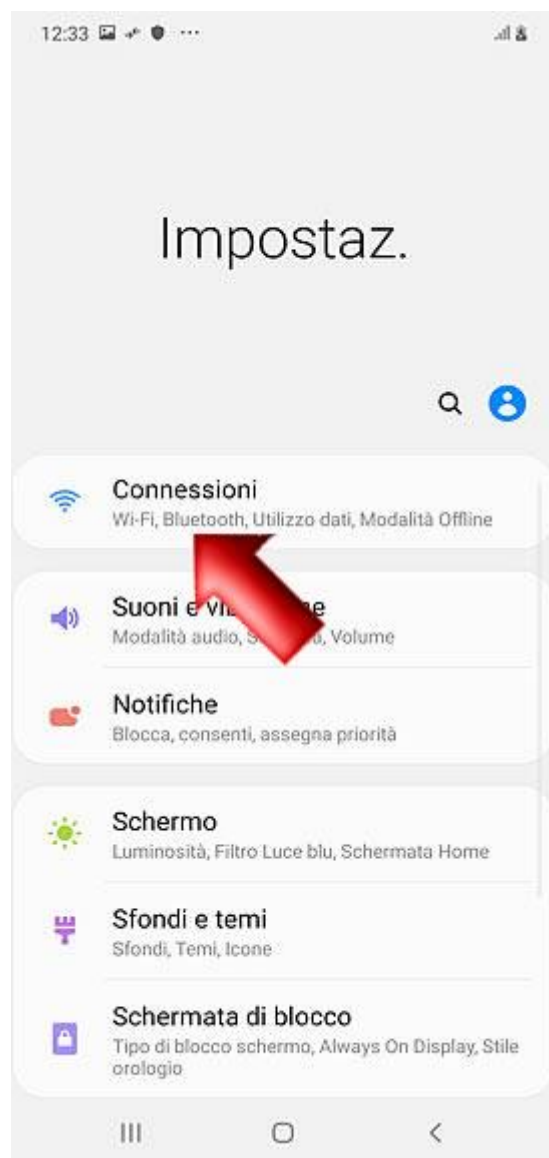 12:33
Impostaz.
Connessioni
Wi-Fi, Bluetooth, Utilizzo dati, Modalità Offline
Suoni e
Modalità audio, Volume
Notifiche
Blocca, consenti, assegna priorità
Schermo
Luminosità, Filtro Luce blu, Schermata Home
Sfondi e temi
Sfondi, Temi, Icone
Schermata di blocco
Tipo di blocco schermo, Always On Display, Stile
orologio